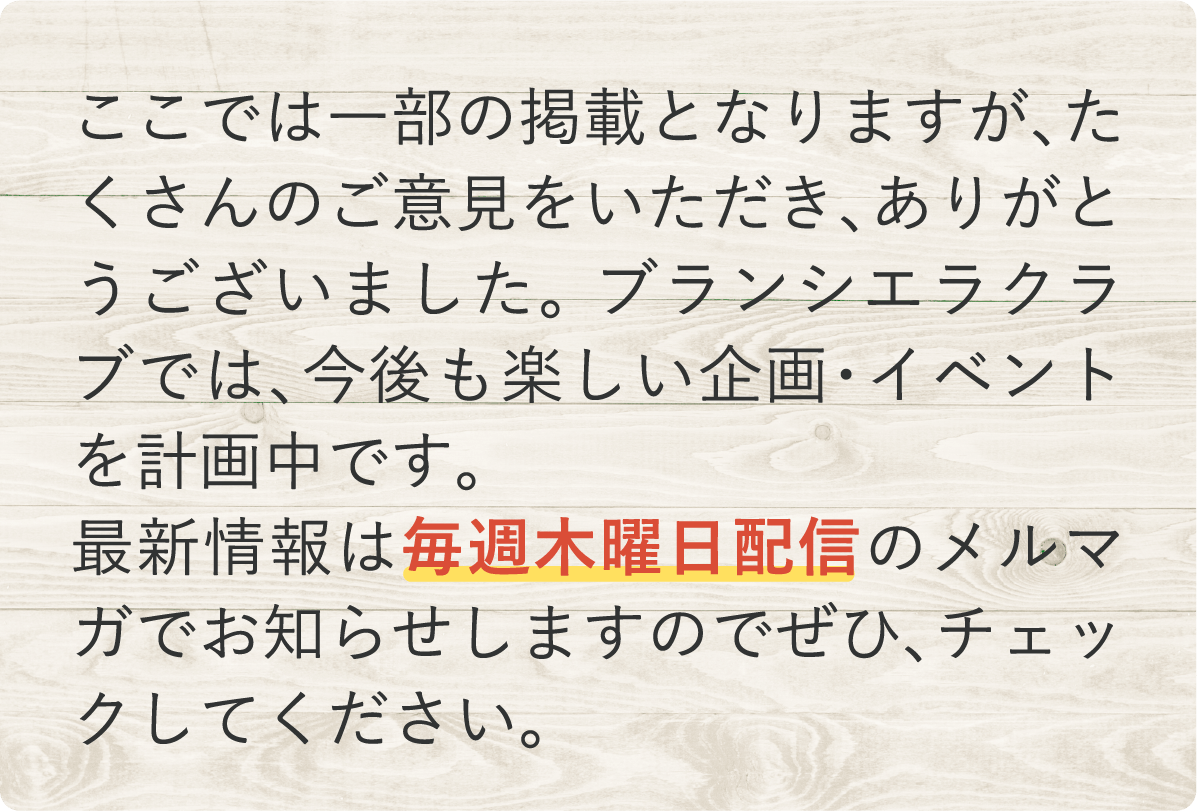 ここでは一部の掲載となりますが、た
くさんのご意見をいただき、ありがと
うございました。ブランシエラクラ
ブでは、今後も楽しい企画・イベント
を計画中です。
最新情報は毎週木曜日配信のメルマ
ガでお知らせしますのでぜひ、チェッ
クしてください。